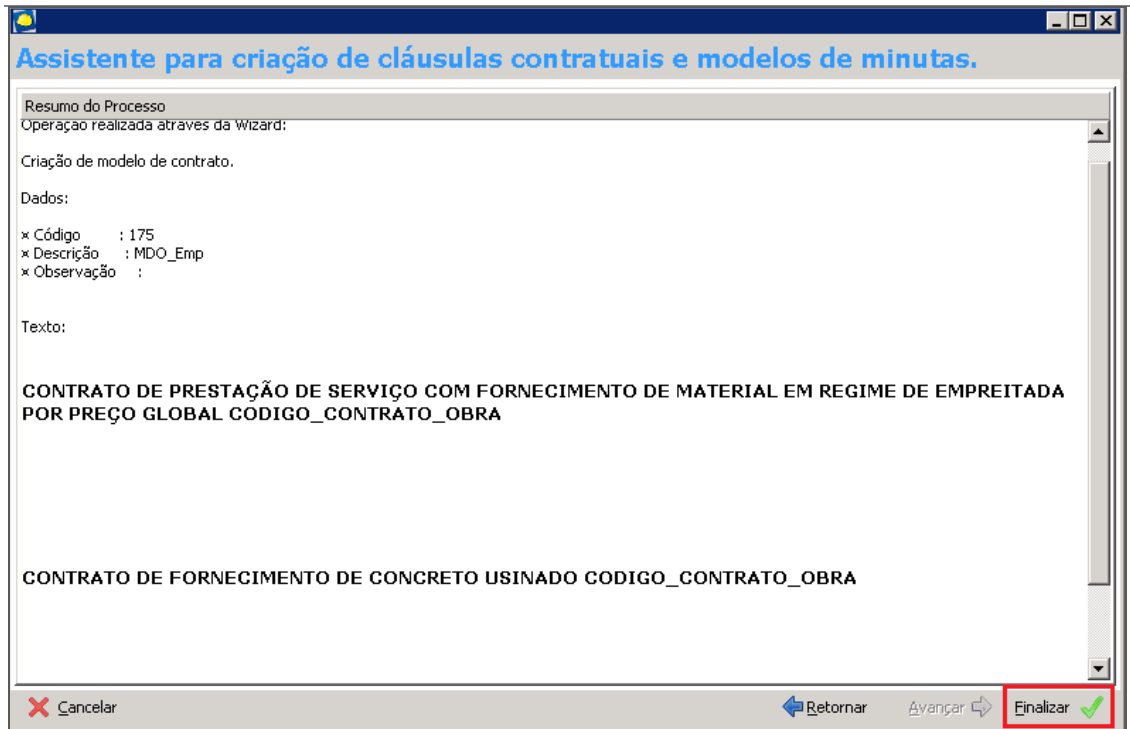 Assistente para criação de cláusulas contratuais e modelos de minutas.
Resumo do Processo
Operação realizada através da Wizard:
Criação de modelo de contrato.
Dados:
× Código : 175
× Descrição : MDO_Emp
× Observação :
Texto:
CONTRATO DE PRESTAÇÃO DE SERVIÇO COM FORNECIMENTO DE MATERIAL EM REGIME DE EMPREITADA
POR PREÇO GLOBAL CODIGO_CONTRATO_OBRA
CONTRATO DE FORNECIMENTO DE CONCRETO USINADO CODIGO_CONTRATO_OBRA
Cancelar Retornar Avançar Finalizar